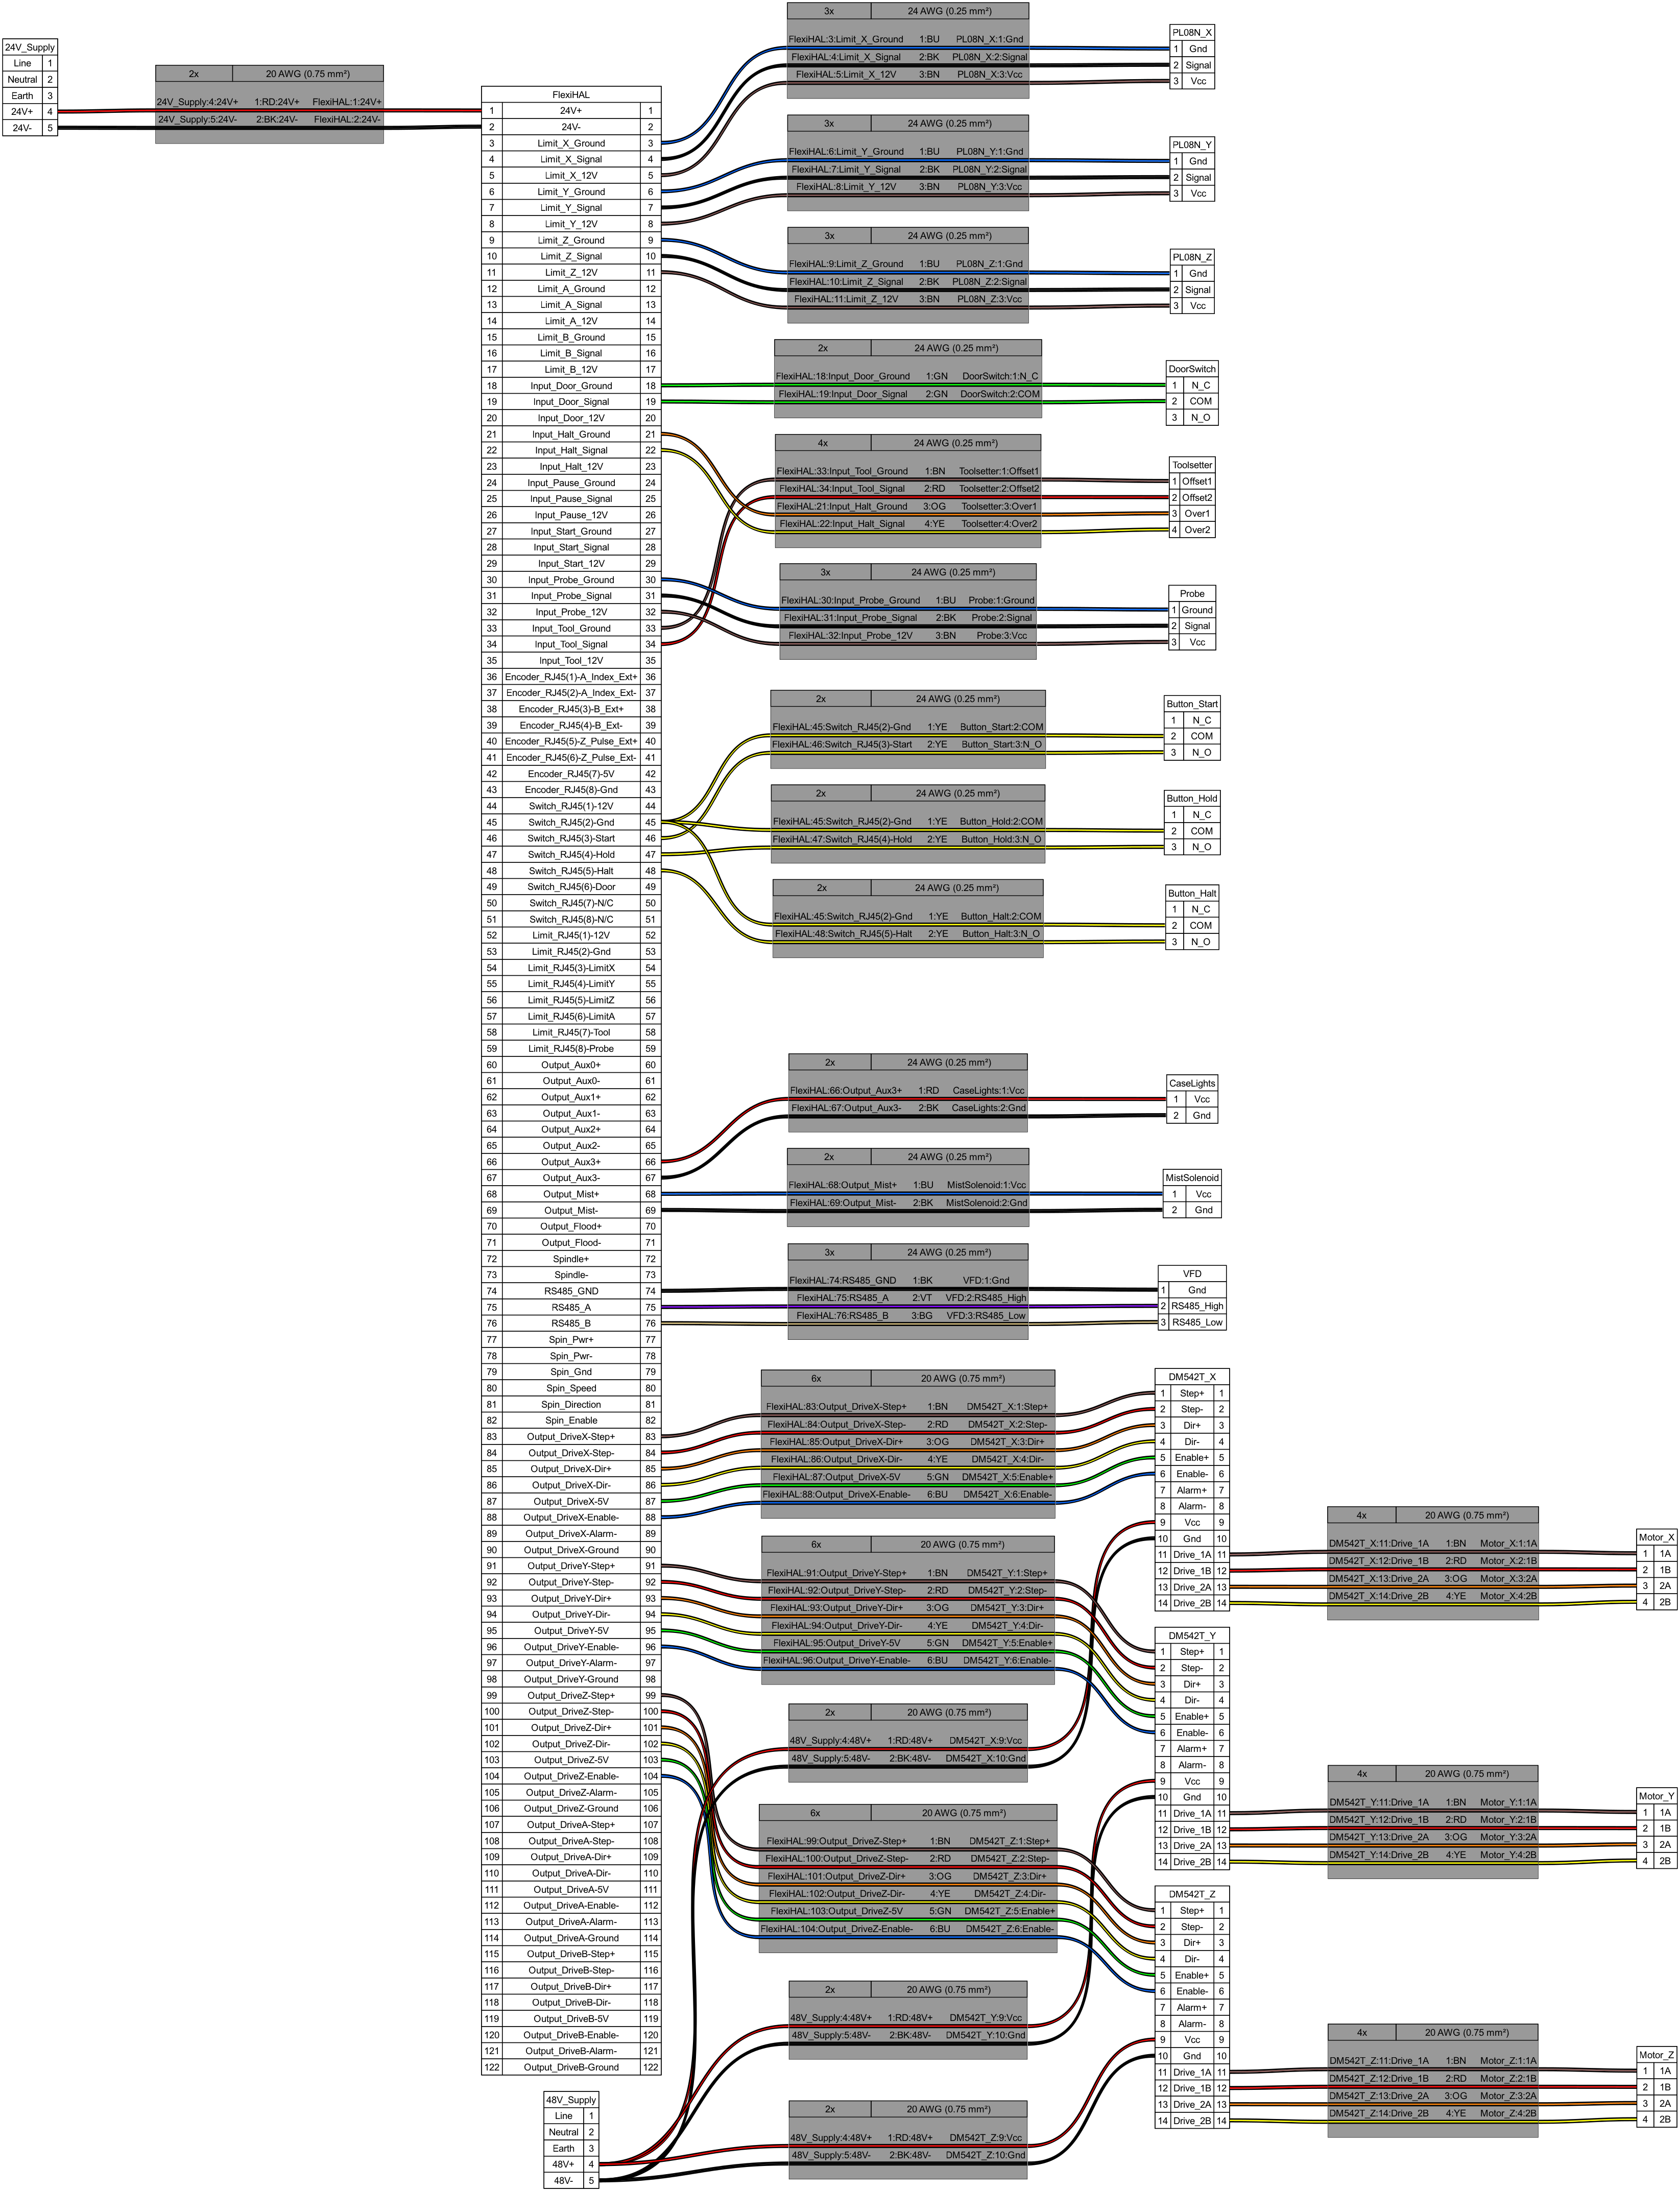 24V_Supply
Line 1
Neutral 2
Earth 3
24V+ 4
24V- 5
2x 20 AWG (0.75 mm²)
24V_Supply:4:24V+ 1:RD:24V+ FlexiHAL:1:24V+
24V_Supply:5:24V- 2:BK:24V- FlexiHAL:2:24V-
FlexiHAL
1 24V+ 1
2 24V- 2
3 Limit_X_Ground 3
4 Limit_X_Signal 4
5 Limit_X_12V 5
6 Limit_Y_Ground 6
7 Limit_Y_Signal 7
8 Limit_Y_12V 8
9 Limit_Z_Ground 9
10 Limit_Z_Signal 10
11 Limit_Z_12V 11
12 Limit_A_Ground 12
13 Limit_A_Signal 13
14 Limit_A_12V 14
15 Limit_B_Ground 15
16 Limit_B_Signal 16
17 Limit_B_12V 17
18 Input_Door_Ground 18
19 Input_Door_Signal 19
20 Input_Door_12V 20
21 Input_Halt_Ground 21
22 Input_Halt_Signal 22
23 Input_Halt_12V 23
24 Input_Pause_Ground 24
25 Input_Pause_Signal 25
26 Input_Pause_12V 26
27 Input_Start_Ground 27
28 Input_Start_Signal 28
29 Input_Start_12V 29
30 Input_Probe_Ground 30
31 Input_Probe_Signal 31
32 Input_Probe_12V 32
33 Input_Tool_Ground 33
34 Input_Tool_Signal 34
35 Input_Tool_12V 35
36 Encoder_RJ45(1)-A_Index_Ext+ 36
37 Encoder_RJ45(2)-A_Index_Ext- 37
38 Encoder_RJ45(3)-B_Ext+ 38
39 Encoder_RJ45(4)-B_Ext- 39
40 Encoder_RJ45(5)-Z_Pulse_Ext+ 40
41 Encoder_RJ45(6)-Z_Pulse_Ext- 41
42 Encoder_RJ45(7)-5V 42
43 Encoder_RJ45(8)-Gnd 43
44 Switch_RJ45(1)-12V 44
45 Switch_RJ45(2)-Gnd 45
46 Switch_RJ45(3)-Start 46
47 Switch_RJ45(4)-Hold 47
48 Switch_RJ45(5)-Halt 48
49 Switch_RJ45(6)-Door 49
50 Switch_RJ45(7)-N/C 50
51 Switch_RJ45(8)-N/C 51
52 Limit_RJ45(1)-12V 52
53 Limit_RJ45(2)-Gnd 53
54 Limit_RJ45(3)-LimitX 54
55 Limit_RJ45(4)-LimitY 55
56 Limit_RJ45(5)-LimitZ 56
57 Limit_RJ45(6)-LimitA 57
58 Limit_RJ45(7)-Tool 58
59 Limit_RJ45(8)-Probe 59
60 Output_Aux0+ 60
61 Output_Aux0- 61
62 Output_Aux1+ 62
63 Output_Aux1- 63
64 Output_Aux2+ 64
65 Output_Aux2- 65
66 Output_Aux3+ 66
67 Output_Aux3- 67
68 Output_Mist+ 68
69 Output_Mist- 69
70 Output_Flood+ 70
71 Output_Flood- 71
72 Spindle+ 72
73 Spindle- 73
74 RS485_GND 74
75 RS485_A 75
76 RS485_B 76
77 Spin_Pwr+ 77
78 Spin_Pwr- 78
79 Spin_Gnd 79
80 Spin_Speed 80
81 Spin_Direction 81
82 Spin_Enable 82
83 Output_DriveX-Step+ 83
84 Output_DriveX-Step- 84
85 Output_DriveX-Dir+ 85
86 Output_DriveX-Dir- 86
87 Output_DriveX-5V 87
88 Output_DriveX-Enable- 88
89 Output_DriveX-Alarm- 89
90 Output_DriveX-Ground 90
91 Output_DriveY-Step+ 91
92 Output_DriveY-Step- 92
93 Output_DriveY-Dir+ 93
94 Output_DriveY-Dir- 94
95 Output_DriveY-5V 95
96 Output_DriveY-Enable- 96
97 Output_DriveY-Alarm- 97
98 Output_DriveY-Ground 98
99 Output_DriveZ-Step+ 99
100 Output_DriveZ-Step- 100
101 Output_DriveZ-Dir+ 101
102 Output_DriveZ-Dir- 102
103 Output_DriveZ-5V 103
104 Output_DriveZ-Enable- 104
105 Output_DriveZ-Alarm- 105
106 Output_DriveZ-Ground 106
107 Output_DriveA-Step+ 107
108 Output_DriveA-Step- 108
109 Output_DriveA-Dir+ 109
110 Output_DriveA-Dir- 110
111 Output_DriveA-5V 111
112 Output_DriveA-Enable- 112
113 Output_DriveA-Alarm- 113
114 Output_DriveA-Ground 114
115 Output_DriveB-Step+ 115
116 Output_DriveB-Step- 116
117 Output_DriveB-Dir+ 117
118 Output_DriveB-Dir- 118
119 Output_DriveB-5V 119
120 Output_DriveB-Enable- 120
121 Output_DriveB-Alarm- 121
122 Output_DriveB-Ground 122
48V_Supply
Line 1
Neutral 2
Earth 3
48V+ 4
48V- 5
3x 24 AWG (0.25 mm²)
FlexiHAL:3:Limit_X_Ground 1:BU PL08N_X:1:Gnd
FlexiHAL:4:Limit_X_Signal 2:BK PL08N_X:2:Signal
FlexiHAL:5:Limit_X_12V 3:BN PL08N_X:3:Vcc
PL08N_X
1 Gnd
2 Signal
3 Vcc
3x 24 AWG (0.25 mm²)
FlexiHAL:6:Limit_Y_Ground 1:BU PL08N_Y:1:Gnd
FlexiHAL:7:Limit_Y_Signal 2:BK PL08N_Y:2:Signal
FlexiHAL:8:Limit_Y_12V 3:BN PL08N_Y:3:Vcc
PL08N_Y
1 Gnd
2 Signal
3 Vcc
3x 24 AWG (0.25 mm²)
FlexiHAL:9:Limit_Z_Ground 1:BU PL08N_Z:1:Gnd
FlexiHAL:10:Limit_Z_Signal 2:BK PL08N_Z:2:Signal
FlexiHAL:11:Limit_Z_12V 3:BN PL08N_Z:3:Vcc
PL08N_Z
1 Gnd
2 Signal
3 Vcc
2x 24 AWG (0.25 mm²)
FlexiHAL:18:Input_Door_Ground 1:GN DoorSwitch:1:N_C
FlexiHAL:19:Input_Door_Signal 2:GN DoorSwitch:2:COM
DoorSwitch
1 N_C
2 COM
3 N_O
4x 24 AWG (0.25 mm²)
FlexiHAL:33:Input_Tool_Ground 1:BN Toolsetter:1:Offset1
FlexiHAL:34:Input_Tool_Signal 2:RD Toolsetter:2:Offset2
FlexiHAL:21:Input_Halt_Ground 3:OG Toolsetter:3:Over1
FlexiHAL:22:Input_Halt_Signal 4:YE Toolsetter:4:Over2
Toolsetter
1 Offset1
2 Offset2
3 Over1
4 Over2
3x 24 AWG (0.25 mm²)
FlexiHAL:30:Input_Probe_Ground 1:BU Probe:1:Ground
FlexiHAL:31:Input_Probe_Signal 2:BK Probe:2:Signal
FlexiHAL:32:Input_Probe_12V 3:BN Probe:3:Vcc
Probe
1 Ground
2 Signal
3 Vcc
2x 24 AWG (0.25 mm²)
FlexiHAL:45:Switch_RJ45(2)-Gnd 1:YE Button_Start:2:COM
FlexiHAL:46:Switch_RJ45(3)-Start 2:YE Button_Start:3:N_O
Button_Start
1 N_C
2 COM
3 N_O
2x 24 AWG (0.25 mm²)
FlexiHAL:45:Switch_RJ45(2)-Gnd 1:YE Button_Hold:2:COM
FlexiHAL:47:Switch_RJ45(4)-Hold 2:YE Button_Hold:3:N_O
Button_Hold
1 N_C
2 COM
3 N_O
2x 24 AWG (0.25 mm²)
FlexiHAL:45:Switch_RJ45(2)-Gnd 1:YE Button_Halt:2:COM
FlexiHAL:48:Switch_RJ45(5)-Halt 2:YE Button_Halt:3:N_O
Button_Halt
1 N_C
2 COM
3 N_O
2x 24 AWG (0.25 mm²)
FlexiHAL:66:Output_Aux3+ 1:RD CaseLights:1:Vcc
FlexiHAL:67:Output_Aux3- 2:BK CaseLights:2:Gnd
CaseLights
1 Vcc
2 Gnd
2x 24 AWG (0.25 mm²)
FlexiHAL:68:Output_Mist+ 1:BU MistSolenoid:1:Vcc
FlexiHAL:69:Output_Mist- 2:BK MistSolenoid:2:Gnd
MistSolenoid
1 Vcc
2 Gnd
3x 24 AWG (0.25 mm²)
FlexiHAL:74:RS485_GND 1:BK VFD:1:Gnd
FlexiHAL:75:RS485_A 2:VT VFD:2:RS485_High
FlexiHAL:76:RS485_B 3:BG VFD:3:RS485_Low
VFD
1 Gnd
2 RS485_High
3 RS485_Low
6x 20 AWG (0.75 mm²)
FlexiHAL:83:Output_DriveX-Step+ 1:BN DM542T_X:1:Step+
FlexiHAL:84:Output_DriveX-Step- 2:RD DM542T_X:2:Step-
FlexiHAL:85:Output_DriveX-Dir+ 3:OG DM542T_X:3:Dir+
FlexiHAL:86:Output_DriveX-Dir- 4:YE DM542T_X:4:Dir-
FlexiHAL:87:Output_DriveX-5V 5:GN DM542T_X:5:Enable+
FlexiHAL:88:Output_DriveX-Enable- 6:BU DM542T_X:6:Enable-
DM542T_X
1 Step+ 1
2 Step- 2
3 Dir+ 3
4 Dir- 4
5 Enable+ 5
6 Enable- 6
7 Alarm+ 7
8 Alarm- 8
9 Vcc 9
10 Gnd 10
11 Drive_1A 11
12 Drive_1B 12
13 Drive_2A 13
14 Drive_2B 14
4x 20 AWG (0.75 mm²)
DM542T_X:11:Drive_1A 1:BN Motor_X:1:1A
DM542T_X:12:Drive_1B 2:RD Motor_X:2:1B
DM542T_X:13:Drive_2A 3:OG Motor_X:3:2A
DM542T_X:14:Drive_2B 4:YE Motor_X:4:2B
Motor_X
1 1A
2 1B
3 2A
4 2B
6x 20 AWG (0.75 mm²)
FlexiHAL:91:Output_DriveY-Step+ 1:BN DM542T_Y:1:Step+
FlexiHAL:92:Output_DriveY-Step- 2:RD DM542T_Y:2:Step-
FlexiHAL:93:Output_DriveY-Dir+ 3:OG DM542T_Y:3:Dir+
FlexiHAL:94:Output_DriveY-Dir- 4:YE DM542T_Y:4:Dir-
FlexiHAL:95:Output_DriveY-5V 5:GN DM542T_Y:5:Enable+
FlexiHAL:96:Output_DriveY-Enable- 6:BU DM542T_Y:6:Enable-
2x 20 AWG (0.75 mm²)
48V_Supply:4:48V+ 1:RD:48V+ DM542T_X:9:Vcc
48V_Supply:5:48V- 2:BK:48V- DM542T_X:10:Gnd
DM542T_Y
1 Step+ 1
2 Step- 2
3 Dir+ 3
4 Dir- 4
5 Enable+ 5
6 Enable- 6
7 Alarm+ 7
8 Alarm- 8
9 Vcc 9
10 Gnd 10
11 Drive_1A 11
12 Drive_1B 12
13 Drive_2A 13
14 Drive_2B 14
4x 20 AWG (0.75 mm²)
DM542T_Y:11:Drive_1A 1:BN Motor_Y:1:1A
DM542T_Y:12:Drive_1B 2:RD Motor_Y:2:1B
DM542T_Y:13:Drive_2A 3:OG Motor_Y:3:2A
DM542T_Y:14:Drive_2B 4:YE Motor_Y:4:2B
Motor_Y
1 1A
2 1B
3 2A
4 2B
6x 20 AWG (0.75 mm²)
FlexiHAL:99:Output_DriveZ-Step+ 1:BN DM542T_Z:1:Step+
FlexiHAL:100:Output_DriveZ-Step- 2:RD DM542T_Z:2:Step-
FlexiHAL:101:Output_DriveZ-Dir+ 3:OG DM542T_Z:3:Dir+
FlexiHAL:102:Output_DriveZ-Dir- 4:YE DM542T_Z:4:Dir-
FlexiHAL:103:Output_DriveZ-5V 5:GN DM542T_Z:5:Enable+
FlexiHAL:104:Output_DriveZ-Enable- 6:BU DM542T_Z:6:Enable-
2x 20 AWG (0.75 mm²)
48V_Supply:4:48V+ 1:RD:48V+ DM542T_Y:9:Vcc
48V_Supply:5:48V- 2:BK:48V- DM542T_Y:10:Gnd
DM542T_Z
1 Step+ 1
2 Step- 2
3 Dir+ 3
4 Dir- 4
5 Enable+ 5
6 Enable- 6
7 Alarm+ 7
8 Alarm- 8
9 Vcc 9
10 Gnd 10
11 Drive_1A 11
12 Drive_1B 12
13 Drive_2A 13
14 Drive_2B 14
2x 20 AWG (0.75 mm²)
48V_Supply:4:48V+ 1:RD:48V+ DM542T_Z:9:Vcc
48V_Supply:5:48V- 2:BK:48V- DM542T_Z:10:Gnd
4x 20 AWG (0.75 mm²)
DM542T_Z:11:Drive_1A 1:BN Motor_Z:1:1A
DM542T_Z:12:Drive_1B 2:RD Motor_Z:2:1B
DM542T_Z:13:Drive_2A 3:OG Motor_Z:3:2A
DM542T_Z:14:Drive_2B 4:YE Motor_Z:4:2B
Motor_Z
1 1A
2 1B
3 2A
4 2B